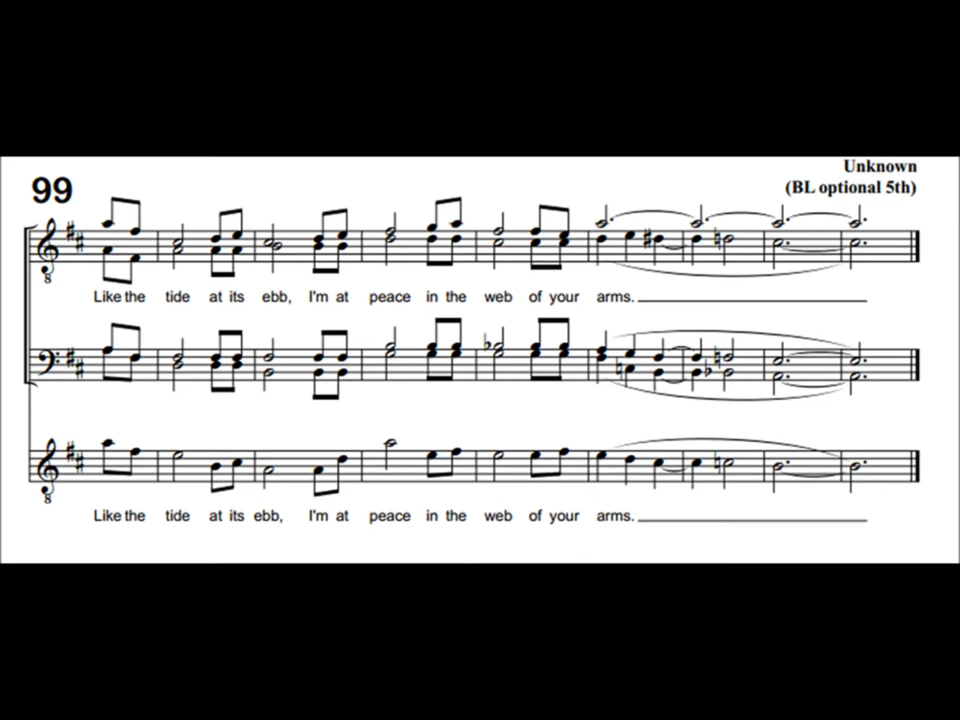 99
Unknown
(BL optional 5th)
8
Like the tide at its ebb, I'm at peace in the web of your arms.
8
Like the tide at its ebb, I'm at peace in the web of your arms.